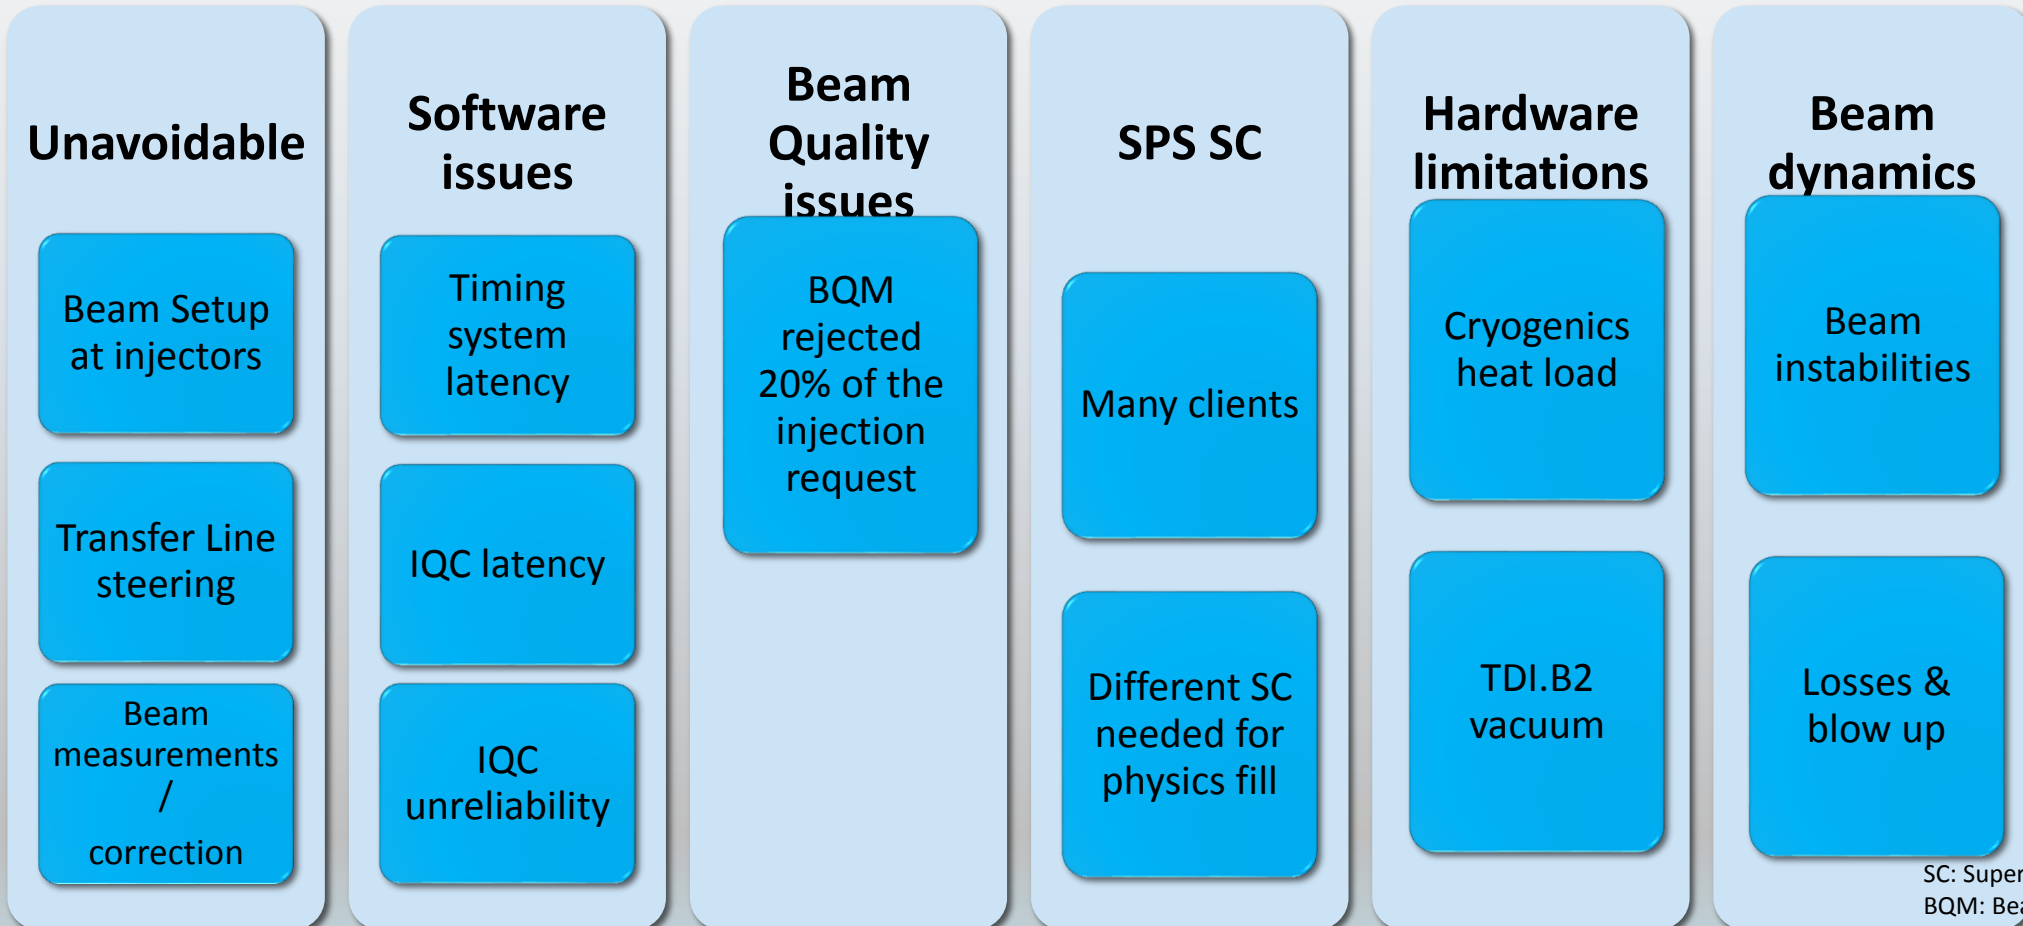 Unavoidable
Beam Setup
at injectors
Transfer Line
steering
Beam
measurements
/
correction
Software
issues
Timing
system
latency
IQC latency
IQC
unreliability
Beam
Quality
issues
BQM
rejected
20% of the
injection
request
SPS SC
Many clients
Different SC
needed for
physics fill
Hardware
limitations
Cryogenics
heat load
TDI.B2
vacuum
Beam
dynamics
Beam
instabilities
Losses &
blow up
SC: Super
BQM: